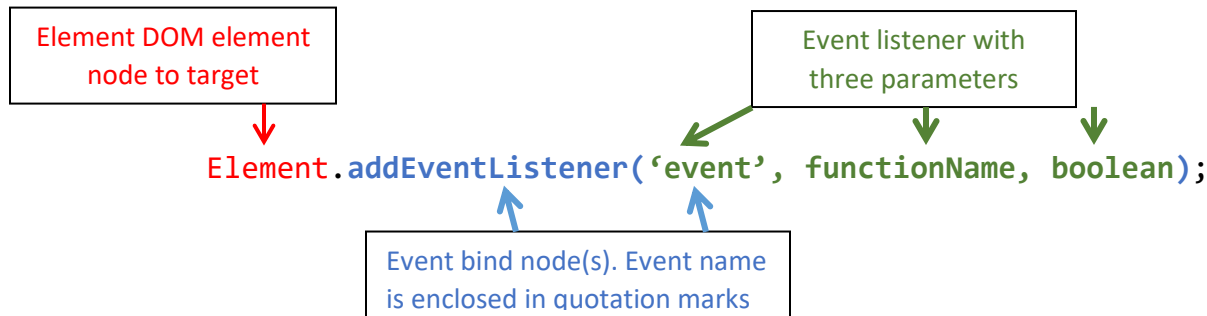 Element DOM element
node to target
Event listener with
three parameters
Element.addEventListener(‘event’, functionName, boolean);
Event bind node(s). Event name
is enclosed in quotation marks